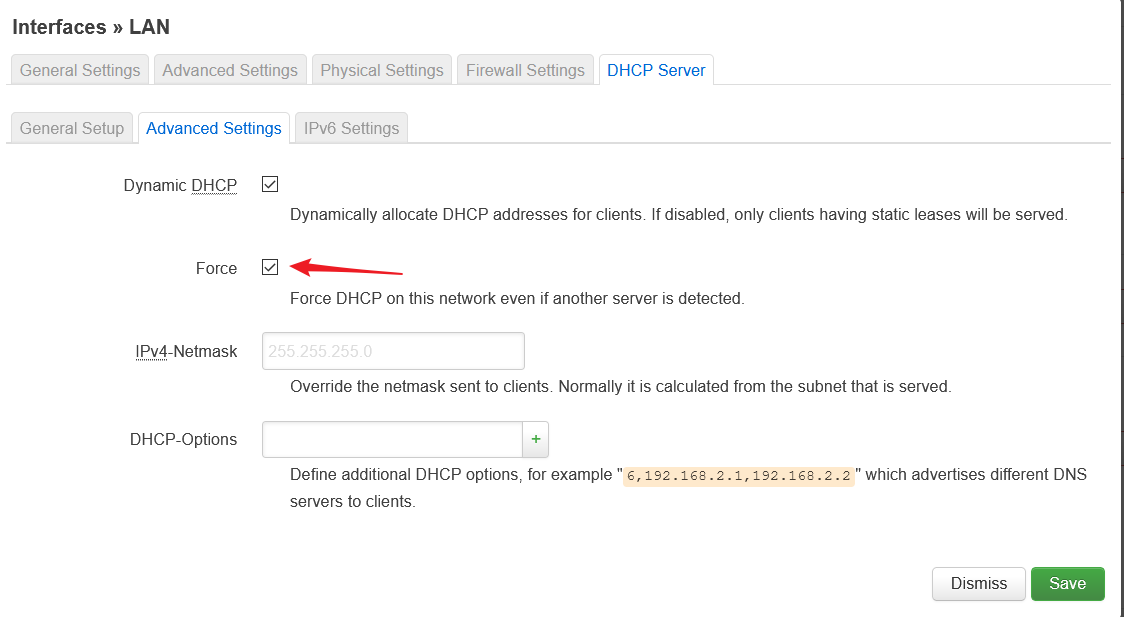 Interfaces » LAN
General Settings Advanced Settings Physical Settings Firewall Settings DHCP Server
General Setup Advanced Settings IPv6 Settings
Dynamic DHCP
Dynamically allocate DHCP addresses for clients. If disabled, only clients having static leases will be served.
Force
Force DHCP on this network even if another server is detected.
IPv4-Netmask 255.255.255.0
Override the netmask sent to clients. Normally it is calculated from the subnet that is served.
DHCP-Options +
Define additional DHCP options, for example "6,192.168.2.1,192.168.2.2" which advertises different DNS
servers to clients.
Dismiss Save